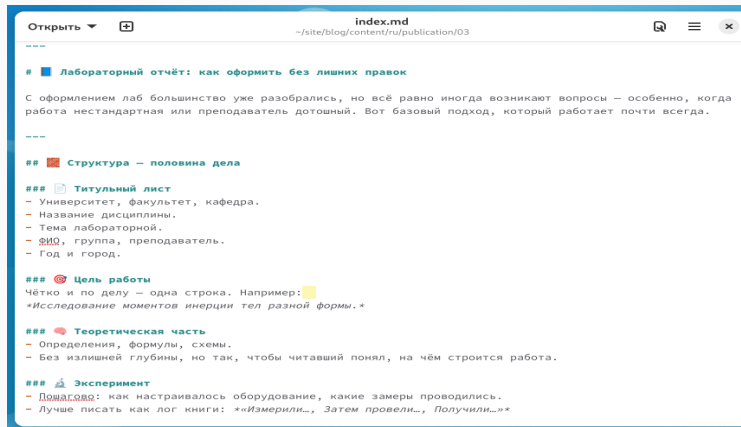 Открыть
index.md
~/site/blog/content/ru/publication/03
---
# 📘 Лабораторный отчёт: как оформить без лишних правок
С оформлением лаб большинство уже разобрались, но всё равно иногда возникают вопросы — особенно, когда
работа нестандартная или преподаватель дотошный. Вот базовый подход, который работает почти всегда.
---
## 🧱 Структура — половина дела
### 📄 Титульный лист
- Университет, факультет, кафедра.
- Название дисциплины.
- Тема лабораторной.
- ФИО, группа, преподаватель.
- Год и город.
### 🎯 Цель работы
Чётко и по делу — одна строка. Например:
*Исследование моментов инерции тел разной формы.*
### 🧠 Теоретическая часть
- Определения, формулы, схемы.
- Без излишней глубины, но так, чтобы читавший понял, на чём строится работа.
### 🔬 Эксперимент
- Пошагово: как настраивалось оборудование, какие замеры проводились.
- Лучше писать как лог книги: *«Измерили…, Затем провели…, Получили…»*